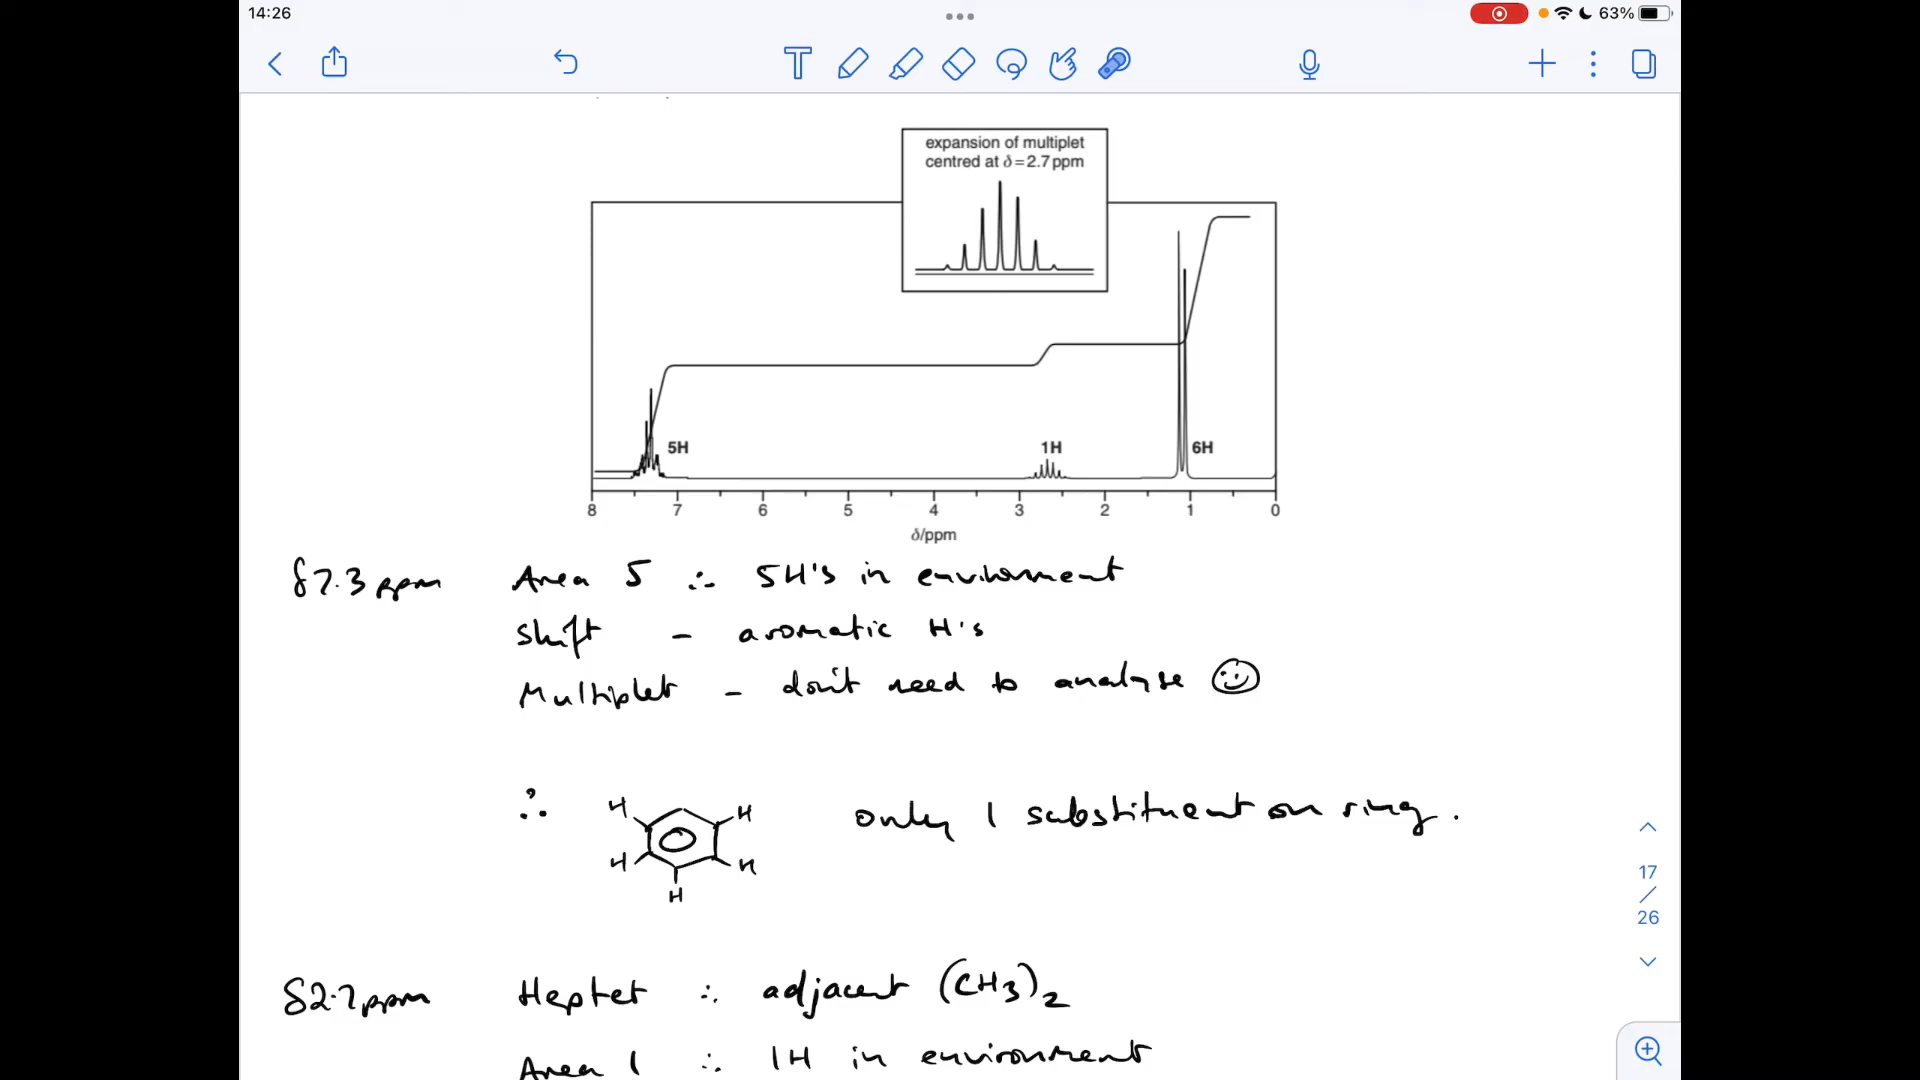 14:26
63%
expansion of multiplet
centred at δ = 2.7 ppm
5H
1H
6H
8 7 6 5 4 3 2 1 0
δ/ppm
δ7.3ppm Area 5 ∴ 5H's in environment
Shift - aromatic H's
Multiplet - don't need to analyse
∴ H H H H H only 1 substituent on ring.
17
/
26
δ2.7ppm Heptet ∴ adjacent (CH3)2
Area 1 ∴ 1H in environment